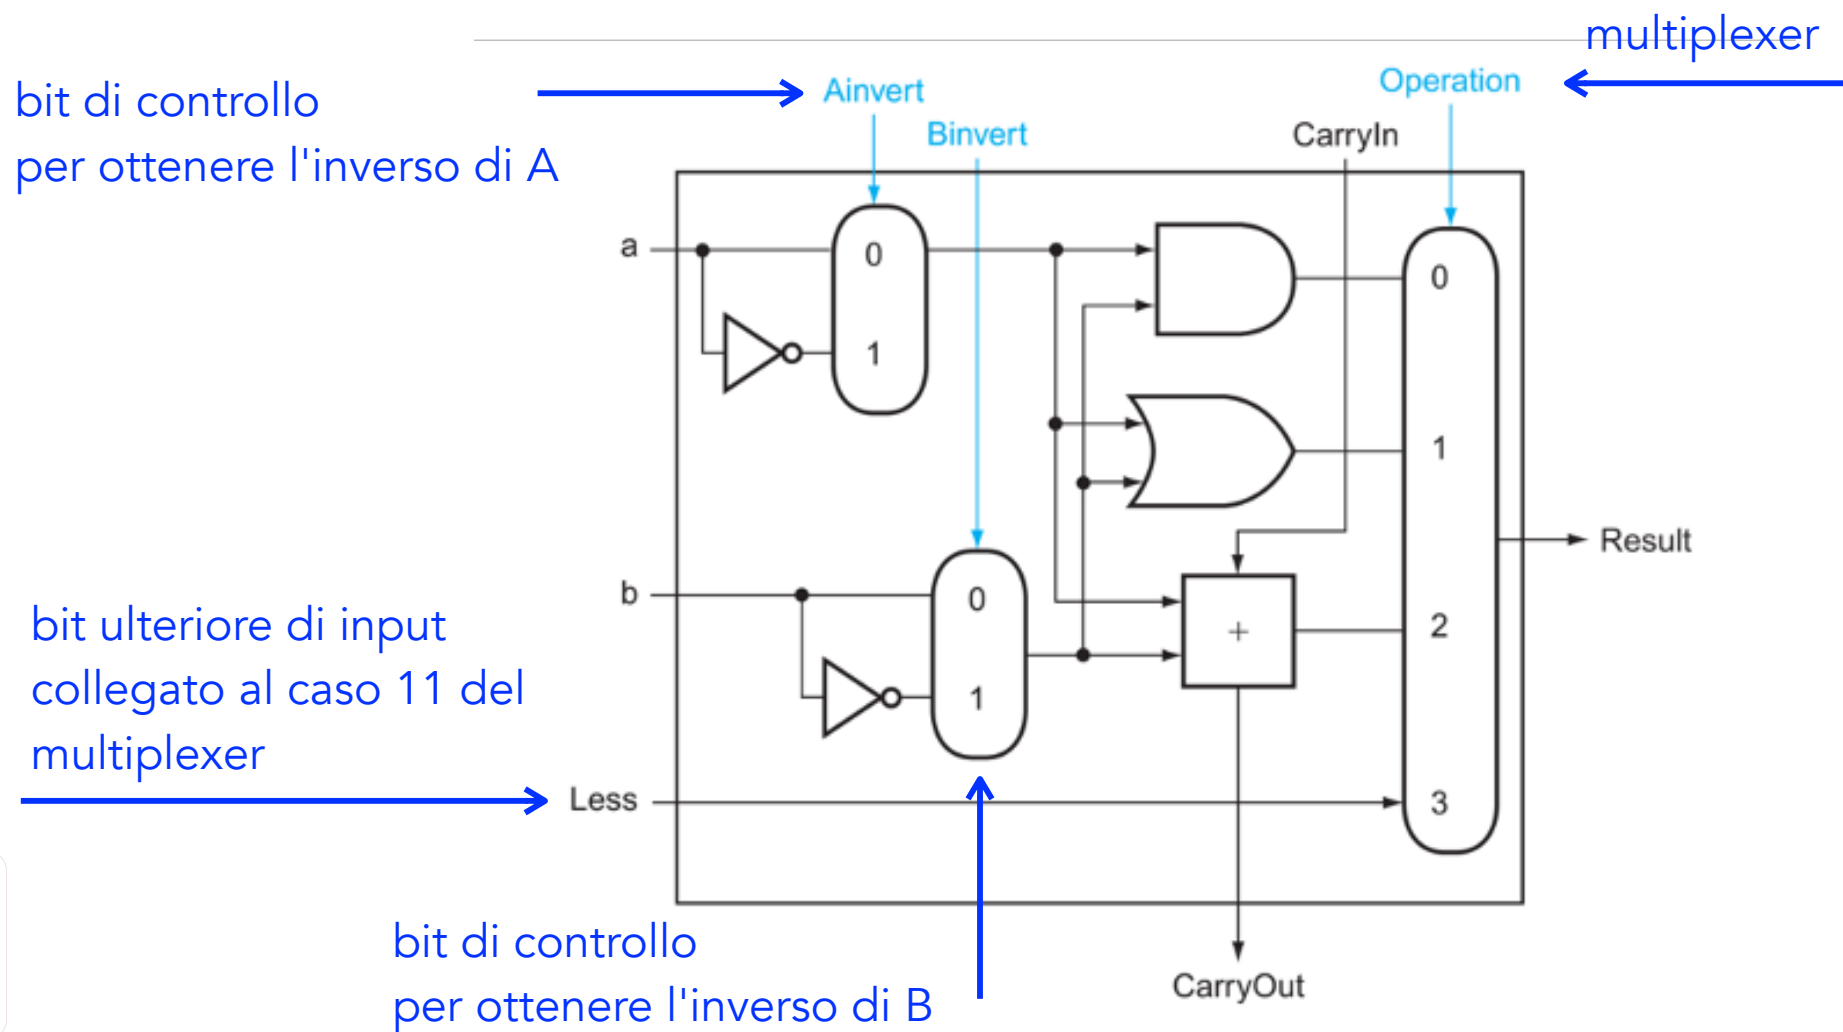 multiplexer
bit di controllo
per ottenere l'inverso di A
Ainvert
Operation
Binvert
CarryIn
a
0
1
0
1
b
0
1
+
2
Result
bit ulteriore di input
collegato al caso 11 del
multiplexer
Less
3
bit di controllo
per ottenere l'inverso di B
CarryOut